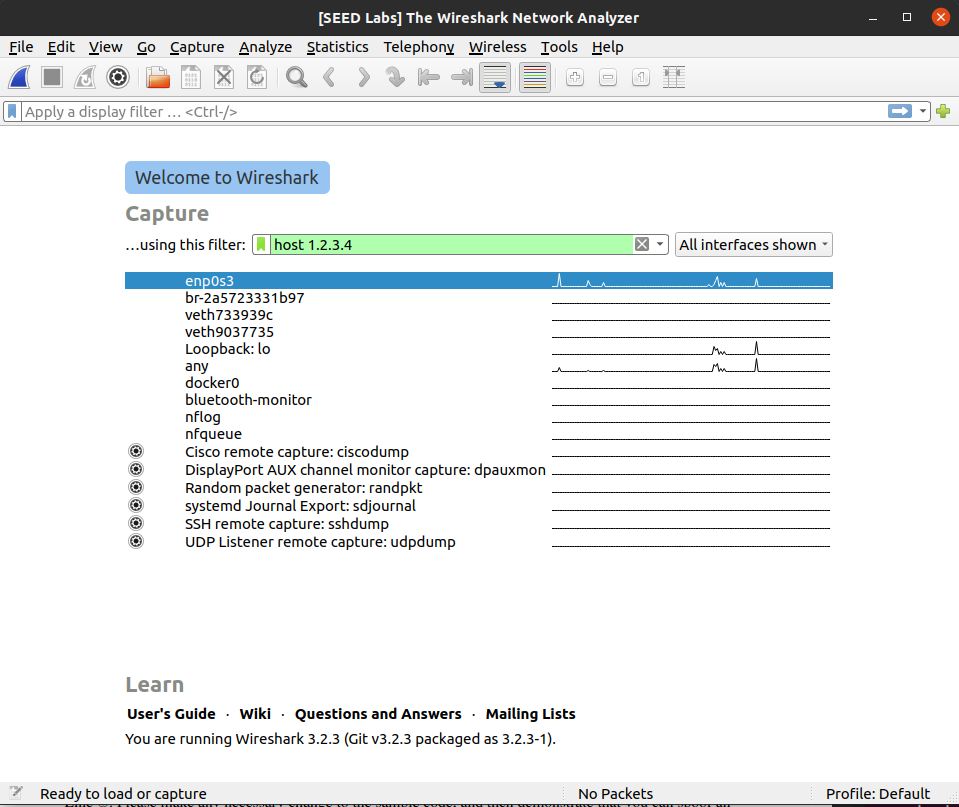 [SEED Labs] The Wireshark Network Analyzer
File Edit View Go Capture Analyze Statistics Telephony Wireless Tools Help
Apply a display filter … <Ctrl-/>
Welcome to Wireshark
Capture
…using this filter: host 1.2.3.4 All interfaces shown
enp0s3
br-2a5723331b97
veth733939c
veth9037735
Loopback: lo
any
docker0
bluetooth-monitor
nflog
nfqueue
Cisco remote capture: ciscodump
DisplayPort AUX channel monitor capture: dpauxmon
Random packet generator: randpkt
systemd Journal Export: sdjournal
SSH remote capture: sshdump
UDP Listener remote capture: udpdump
Learn
User's Guide · Wiki · Questions and Answers · Mailing Lists
You are running Wireshark 3.2.3 (Git v3.2.3 packaged as 3.2.3-1).
Ready to load or capture No Packets Profile: Default